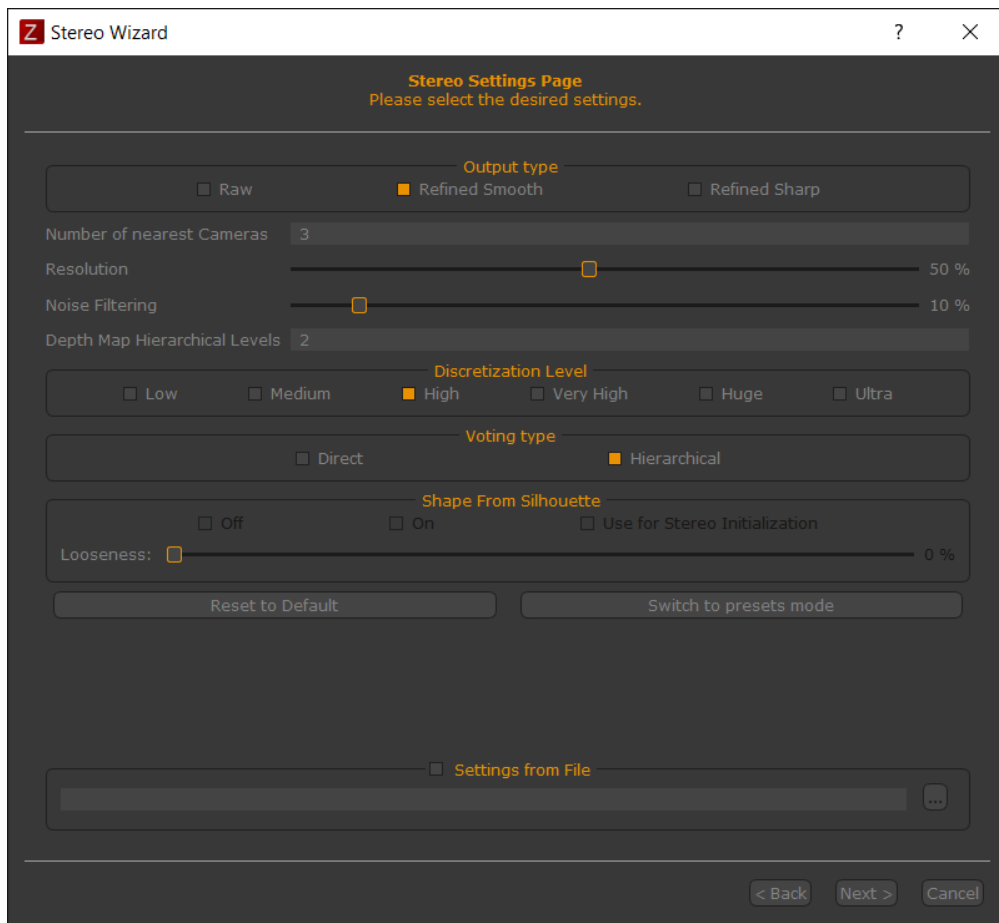 Z Stereo Wizard ?
Stereo Settings Page
Please select the desired settings.
Output type
Raw Refined Smooth Refined Sharp
Number of nearest Cameras 3
Resolution 50 %
Noise Filtering 10 %
Depth Map Hierarchical Levels 2
Discretization Level
Low Medium High Very High Huge Ultra
Voting type
Direct Hierarchical
Shape From Silhouette
Off On Use for Stereo Initialization
Looseness: 0 %
Reset to Default Switch to presets mode
Settings from File
...
< Back Next > Cancel